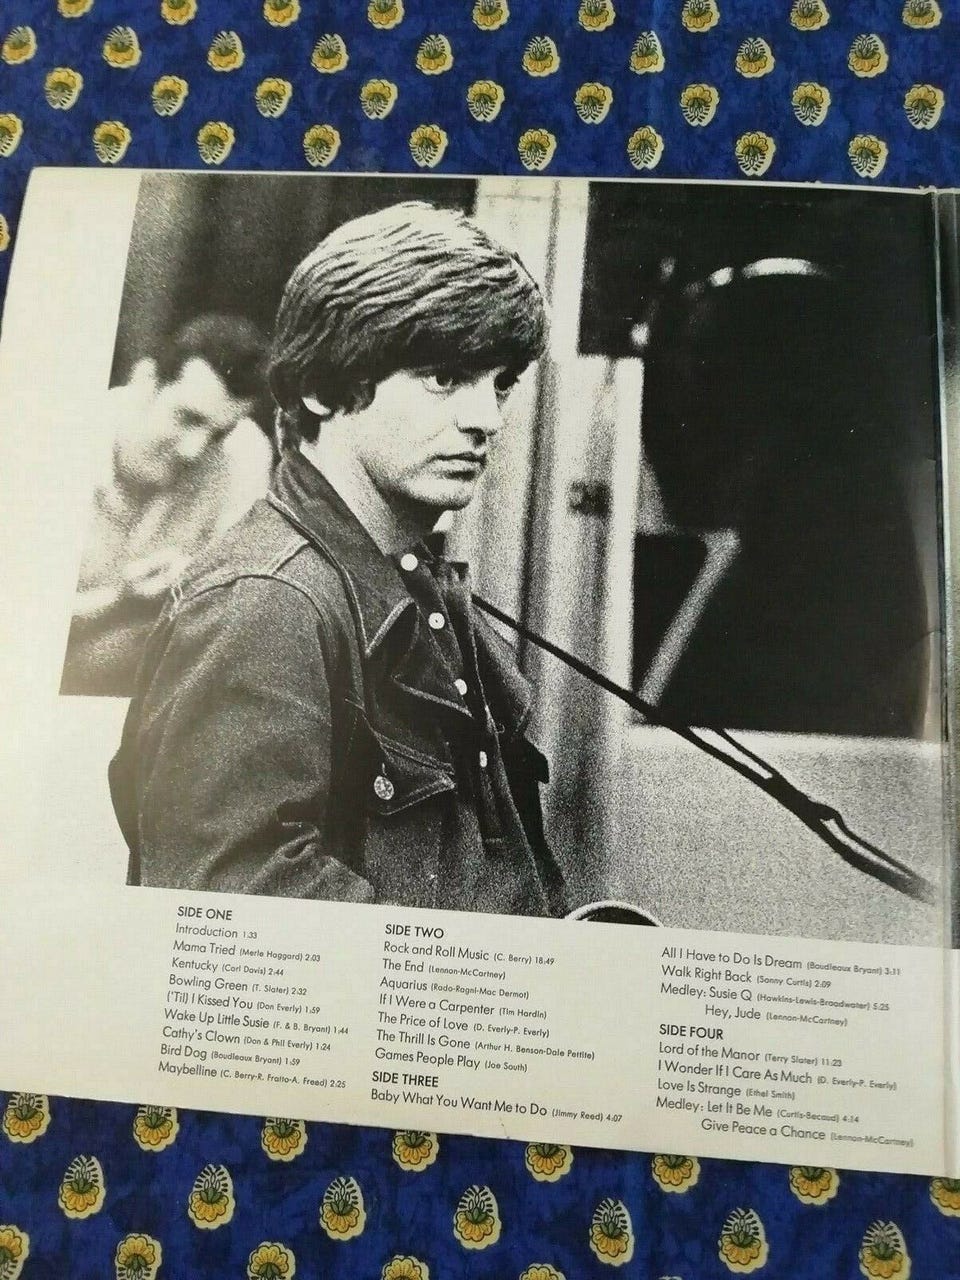 SIDE ONE
Introduction 1:33
Mama Tried (Merle Haggard) 2:03
Kentucky (Carl Davis) 2:44
Bowling Green (T. Slater) 2:32
('Til) I Kissed You (Don Everly) 1:59
Wake Up Little Susie (F. & B. Bryant) 1:44
Cathy's Clown (Don & Phil Everly) 1:24
Bird Dog (Boudleaux Bryant) 1:59
Maybelline (C. Berry-R. Fratto-A. Freed) 2:25
SIDE TWO
Rock and Roll Music (C. Berry) 18:49
The End (Lennon-McCartney)
Aquarius (Rado-Ragni-Mac Dermot)
If I Were a Carpenter (Tim Hardin)
The Price of Love (D. Everly-P. Everly)
The Thrill Is Gone (Arthur H. Benson-Dale Pettite)
Games People Play (Joe South)
SIDE THREE
Baby What You Want Me to Do (Jimmy Reed) 4:07
All I Have to Do Is Dream (Boudleaux Bryant) 3:11
Walk Right Back (Sonny Curtis) 2:09
Medley: Susie Q (Hawkins-Lewis-Broadwater) 5:25
Hey, Jude (Lennon-McCartney)
SIDE FOUR
Lord of the Manor (Terry Slater) 11:23
I Wonder If I Care As Much (D. Everly-P. Everly)
Love Is Strange (Ethel Smith)
Medley: Let It Be Me (Curtis-Becaud) 4:14
Give Peace a Chance (Lennon-McCartney)